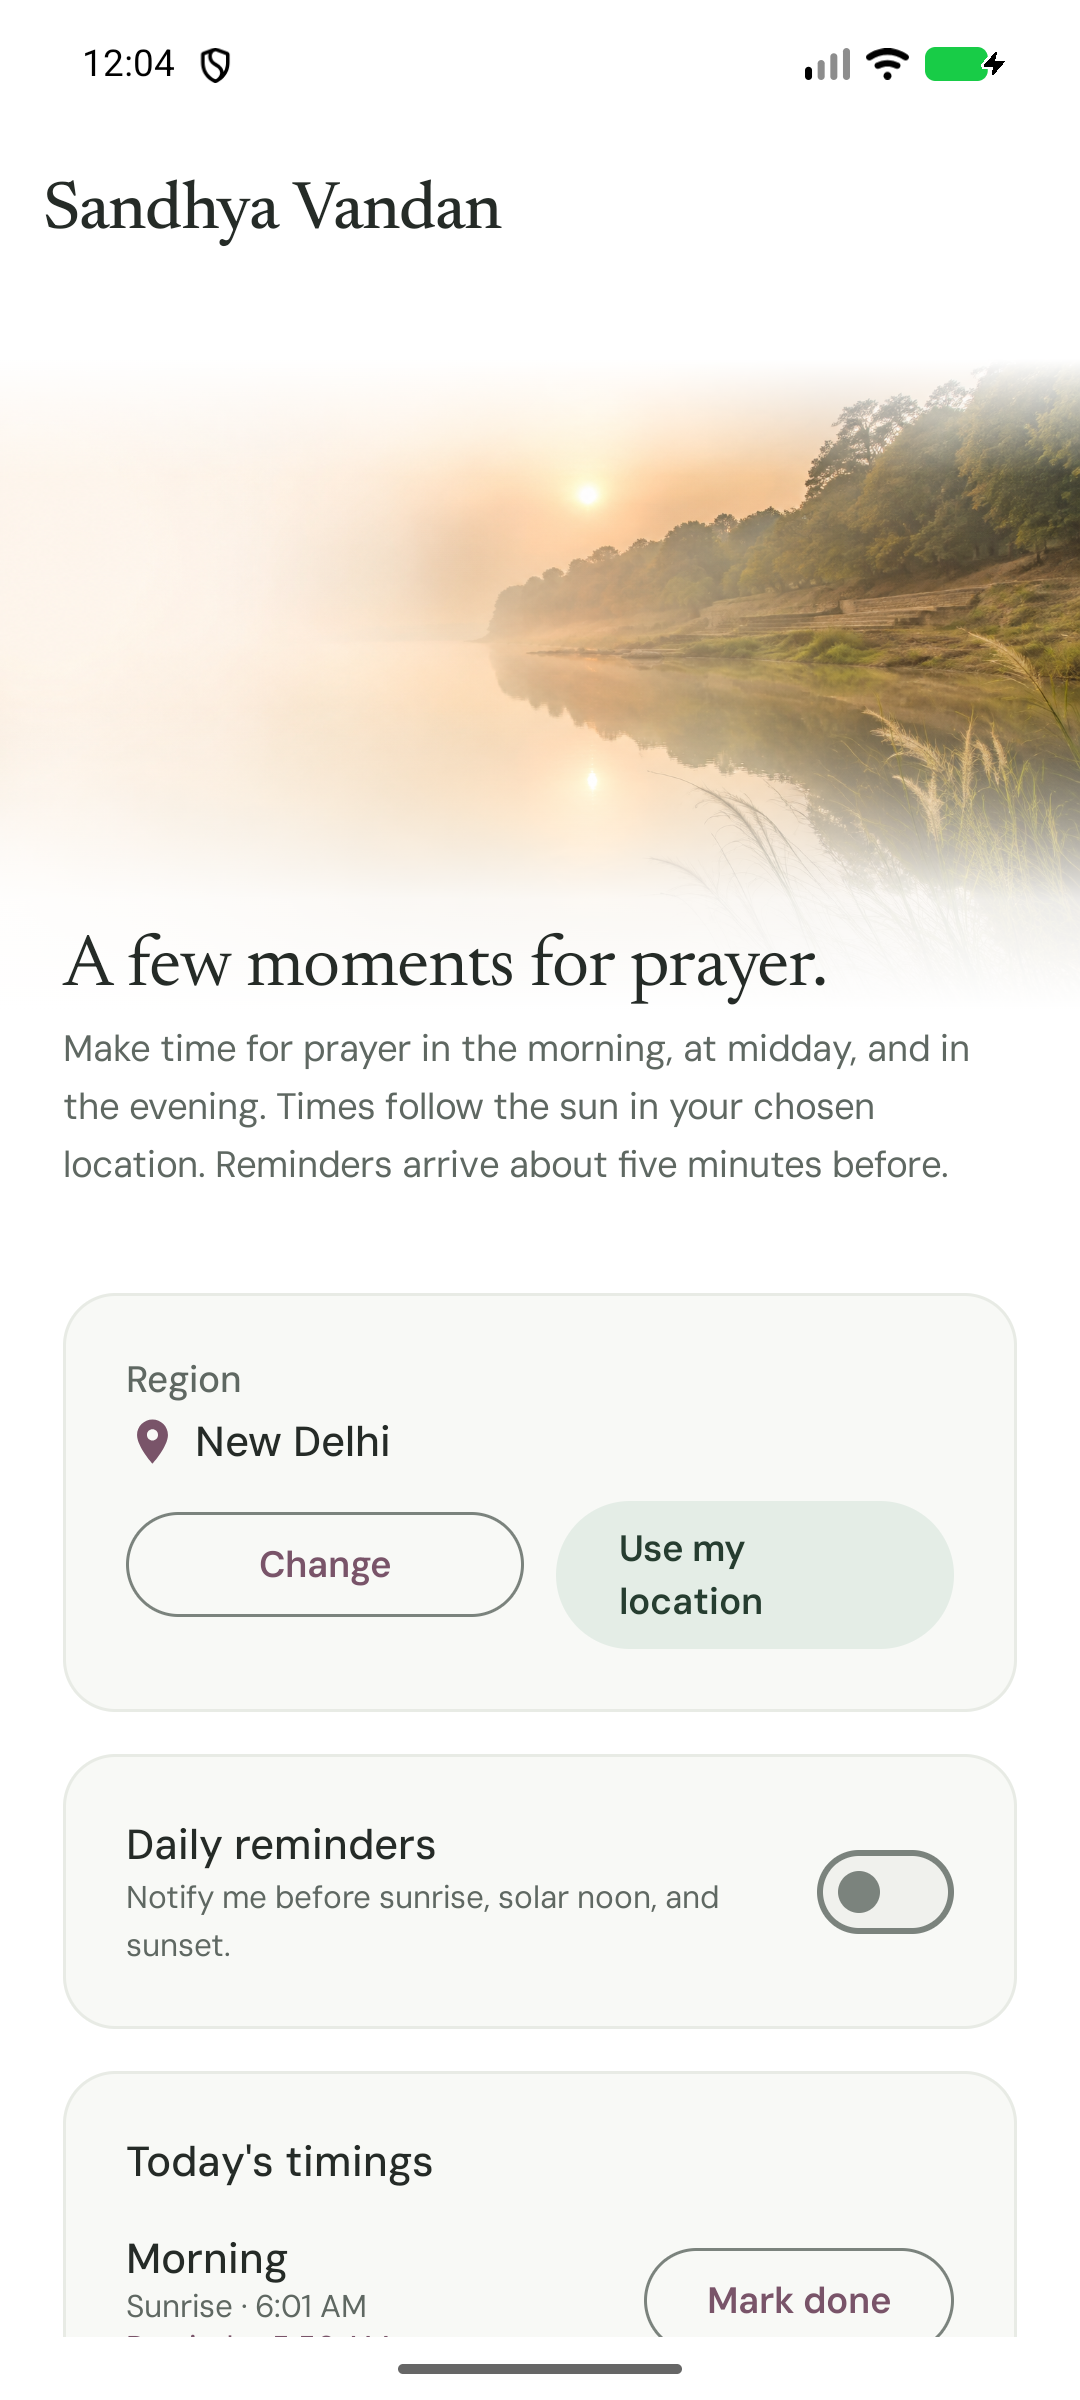 12:04
Sandhya Vandan
A few moments for prayer.
Make time for prayer in the morning, at midday, and in
the evening. Times follow the sun in your chosen
location. Reminders arrive about five minutes before.
Region
New Delhi
Change
Use my
location
Daily reminders
Notify me before sunrise, solar noon, and
sunset.
Today's timings
Morning
Sunrise · 6:01 AM
Mark done